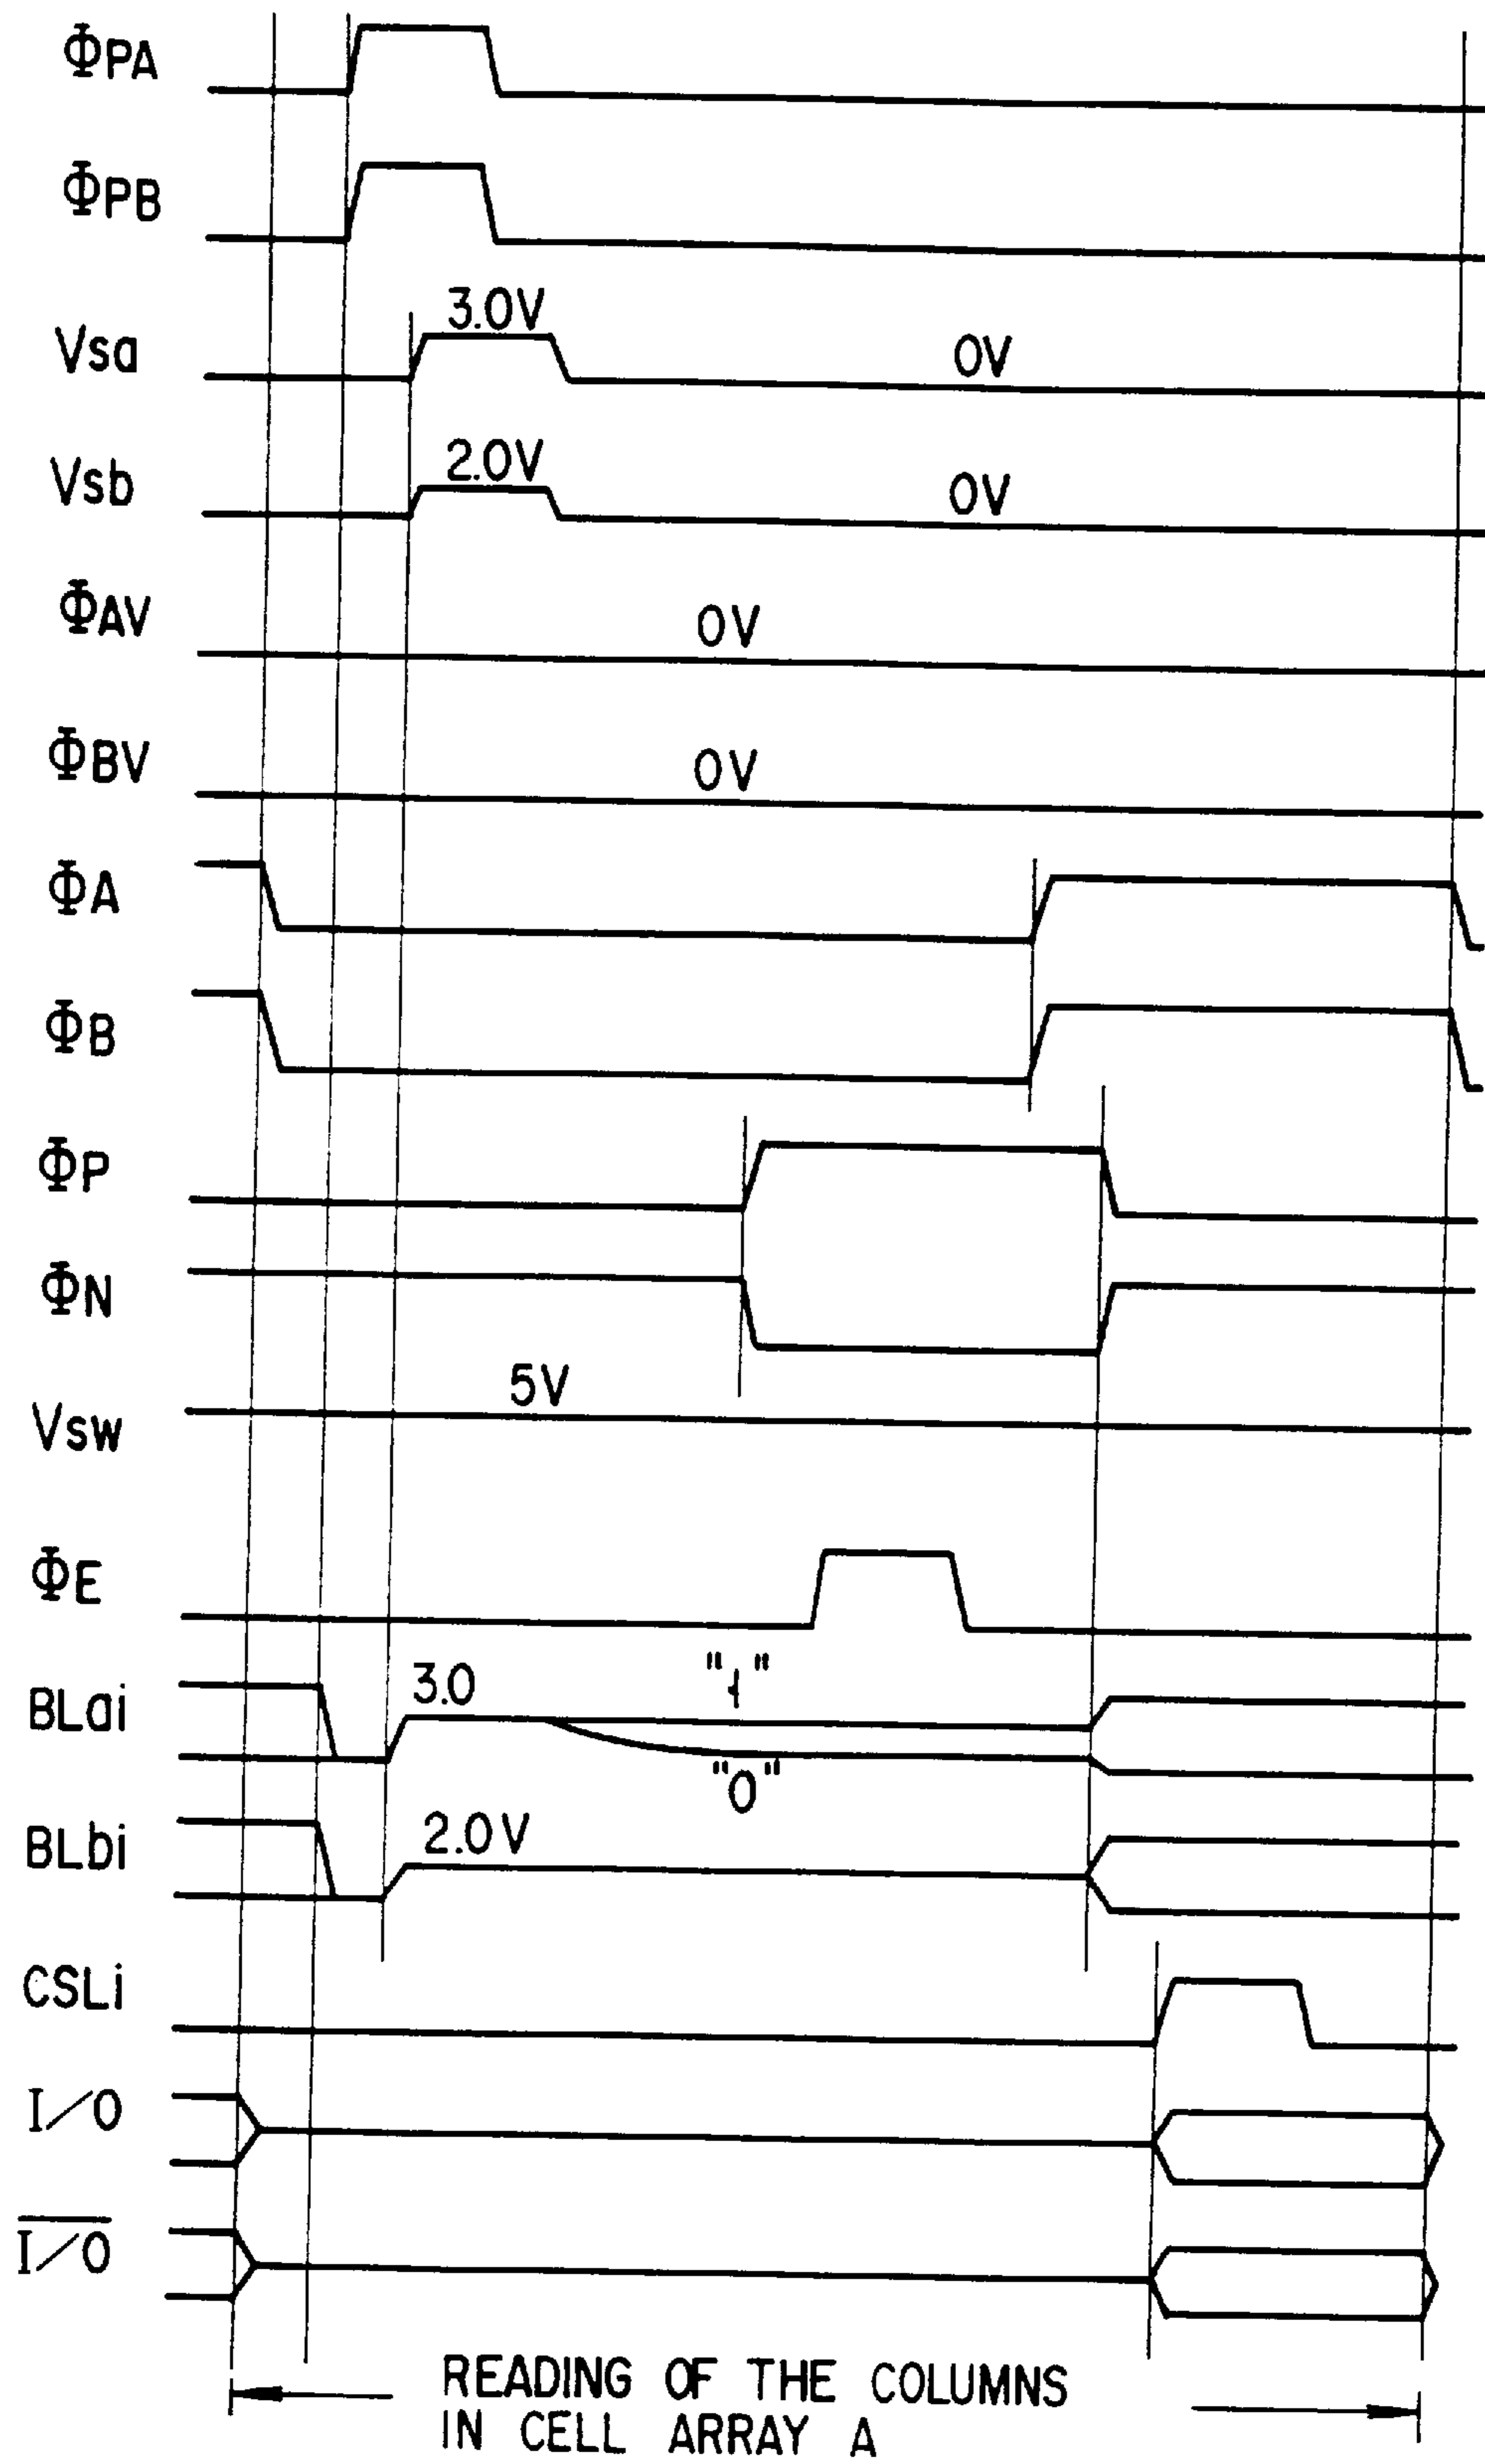 ΦPA
ΦPB
3.0V
Vsa
0V
2.0V
Vsb
0V
ΦAV
0V
ΦBV
0V
ΦA
ΦB
ΦP
ΦN
5V
Vsw
ΦE
3.0
"1"
BLai
"0"
2.0V
BLbi
CSLi
I/O
I/O
READING OF THE COLUMNS
IN CELL ARRAY A